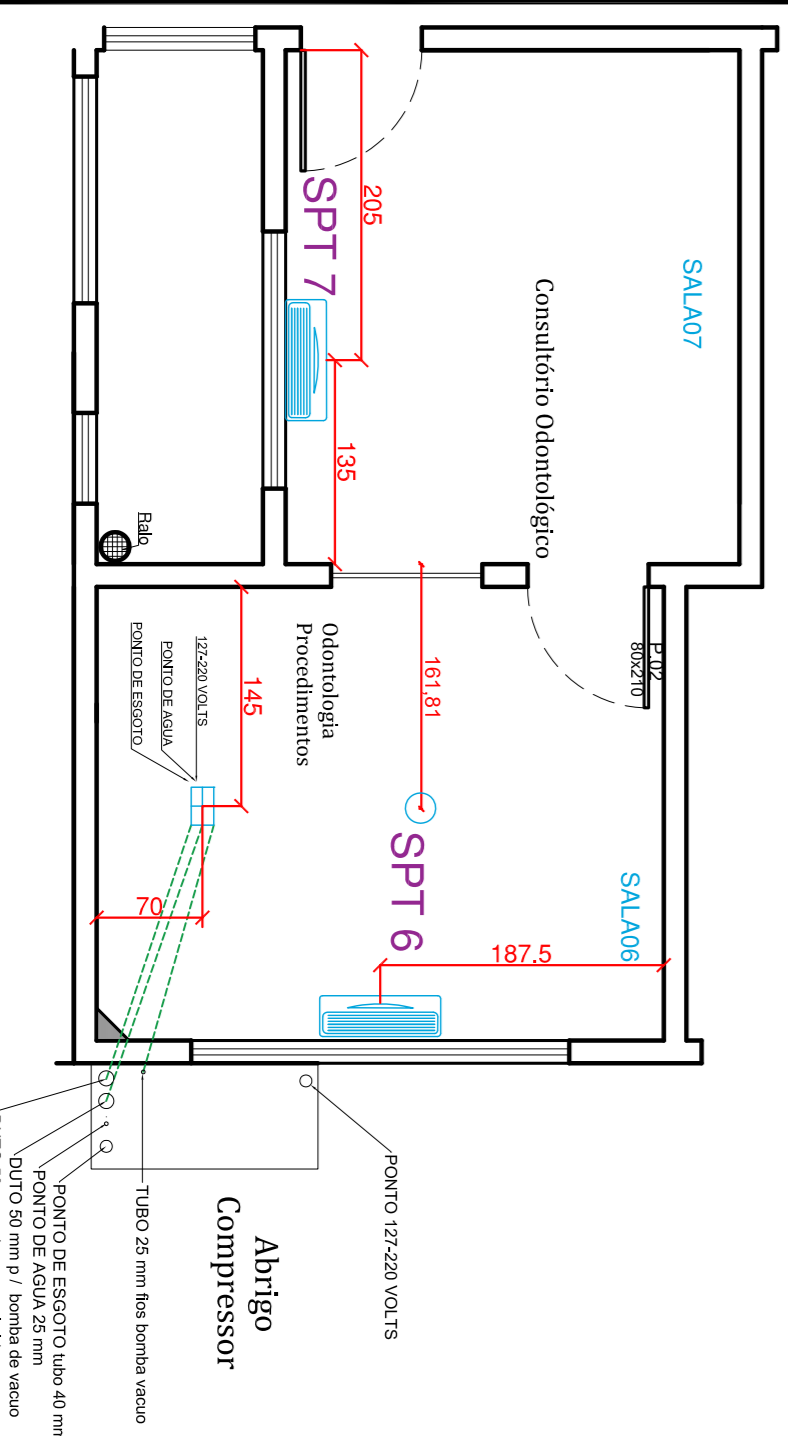 SALA07
Consultório Odontológico
205
SPT 7
135
Ralo
P.02
80x210
SALA06
161,81
Odontologia
Procedimentos
145
127-220 VOLTS
PONTO DE AGUA
PONTO DE ESGOTO
SPT 6
187.5
70
PONTO 127-220 VOLTS
Abrigo
Compressor
TUBO 25 mm fios bomba vacuo
PONTO DE ESGOTO tubo 40 mm
PONTO DE AGUA 25 mm
DUTO 50 mm p / bomba de vacuo